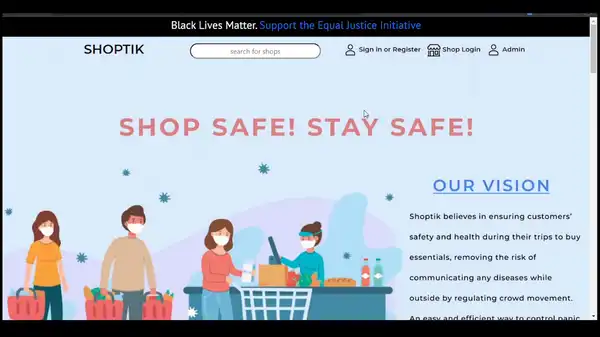 Black Lives Matter. Support the Equal Justice Initiative
SHOPTIK
search for shops
Sign in or Register
Shop Login
Admin
SHOP SAFE! STAY SAFE!
OUR VISION
Shoptik believes in ensuring customers'
safety and health during their trips to buy
essentials, removing the risk of
communicating any diseases while
outside by regulating crowd movement.
An easy and efficient way to control panic